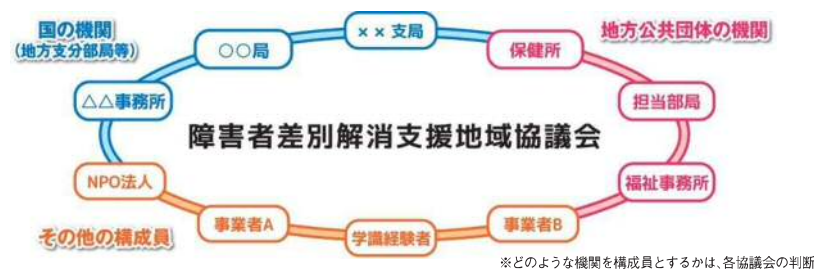 国の機関
(地方支分部局等)
○○局
××支局
保健所
地方公共団体の機関
△△事務所
担当部局
障害者差別解消支援地域協議会
NPO法人
福祉事務所
その他の構成員
事業者A
学識経験者
事業者B
※どのような機関を構成員とするかは、各協議会の判断